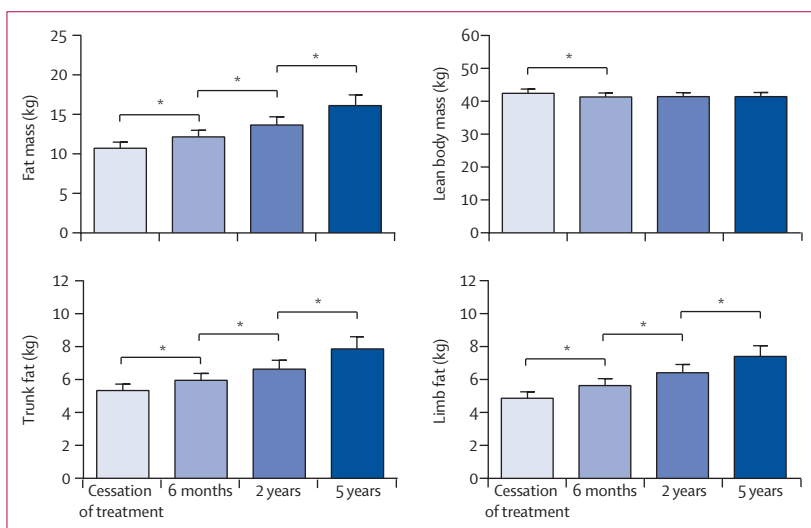 25
20
15
10
5
0
Fat mass (kg)
*
*
*
60
50
40
30
20
10
0
Lean body mass (kg)
*
12
10
8
6
4
2
0
Trunk fat (kg)
*
*
*
Cessation
of treatment
6 months
2 years
5 years
12
10
8
6
4
2
0
Limb fat (kg)
*
*
*
Cessation
of treatment
6 months
2 years
5 years